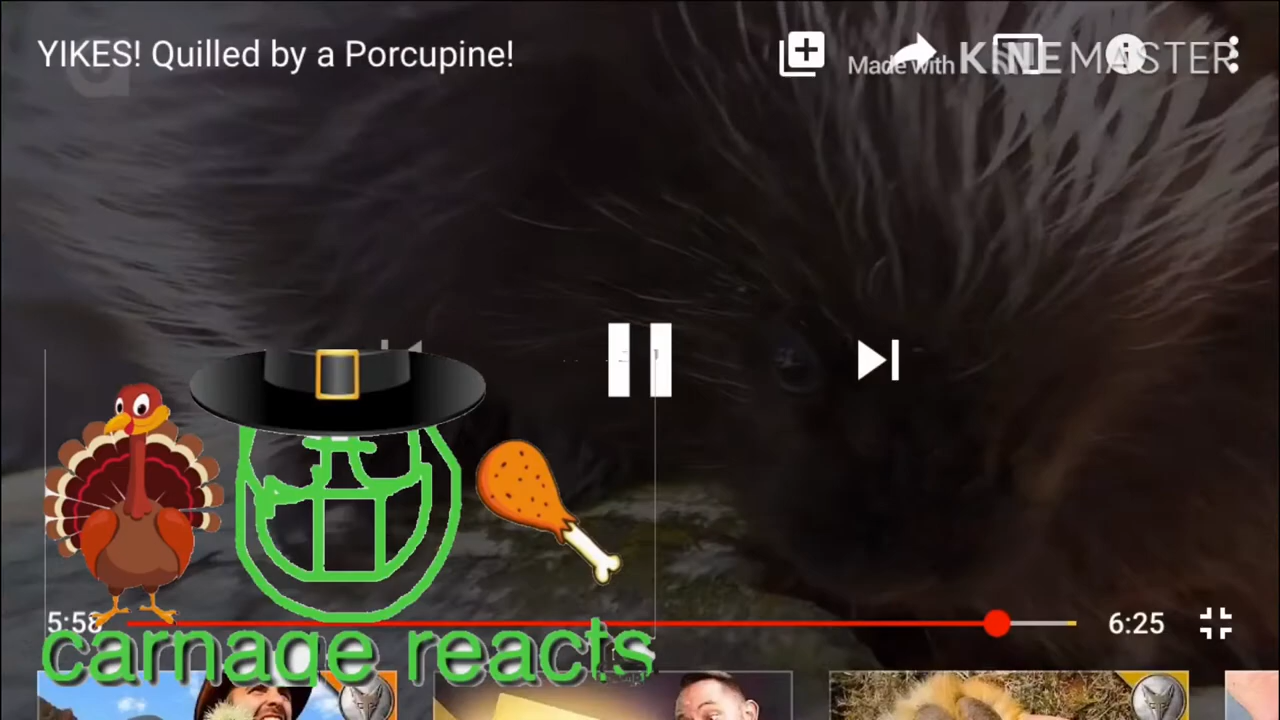 YIKES! Quilled by a Porcupine!
Made with KINEMASTER
5:58
6:25
carnage reacts